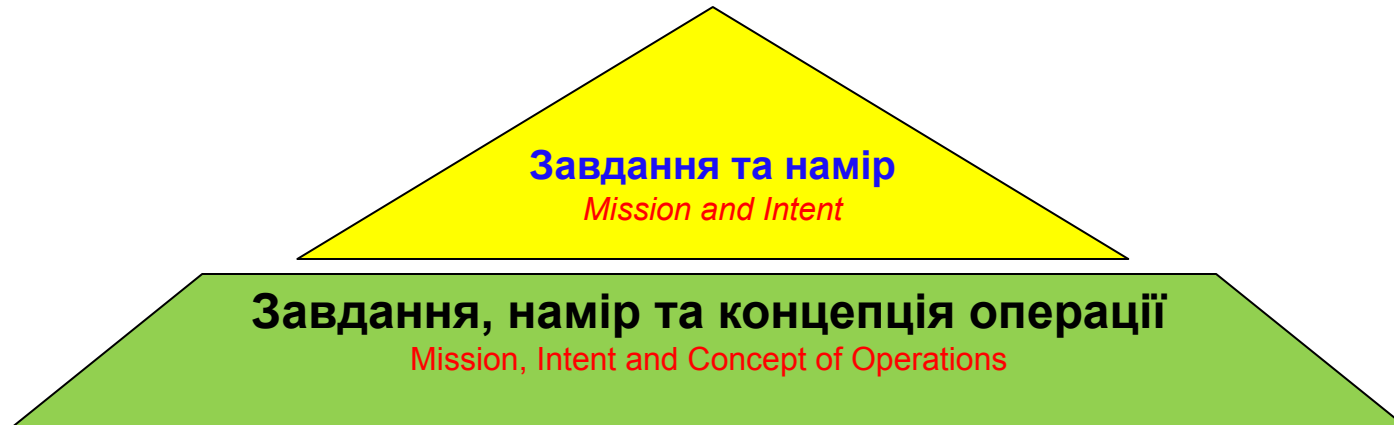 Завдання та намір
Mission and Intent
Завдання, намір та концепція операції
Mission, Intent and Concept of Operations